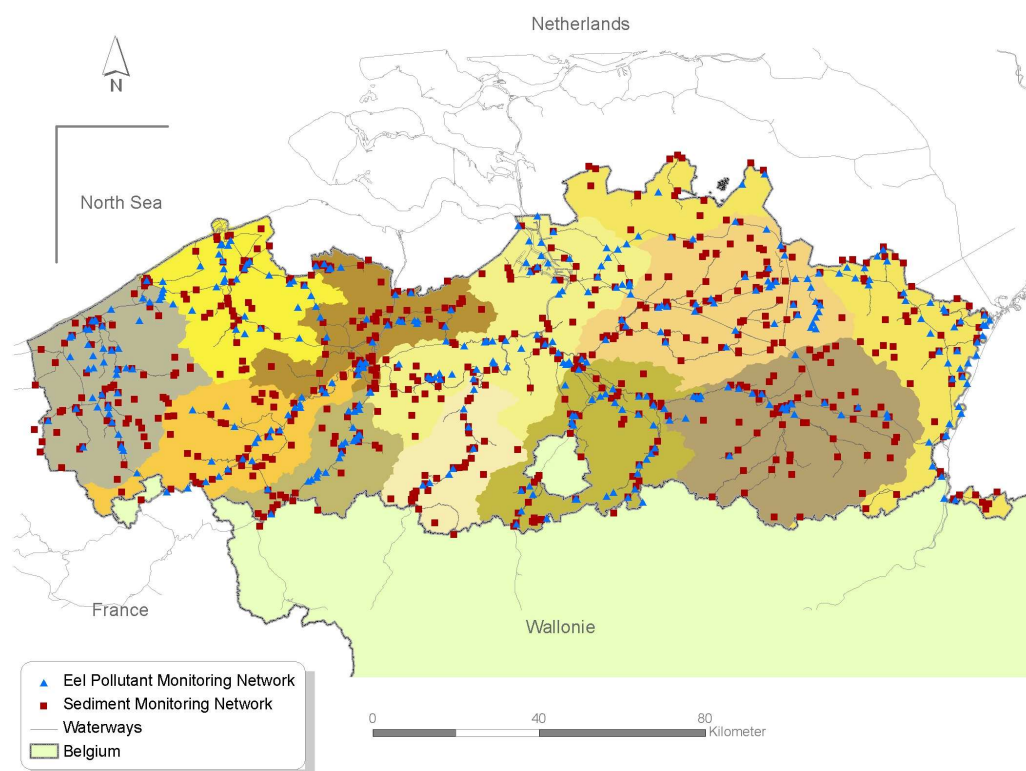 Netherlands
N
North Sea
France
Wallonie
Eel Pollutant Monitoring Network
Sediment Monitoring Network
Waterways
Belgium
0 40 80
Kilometer